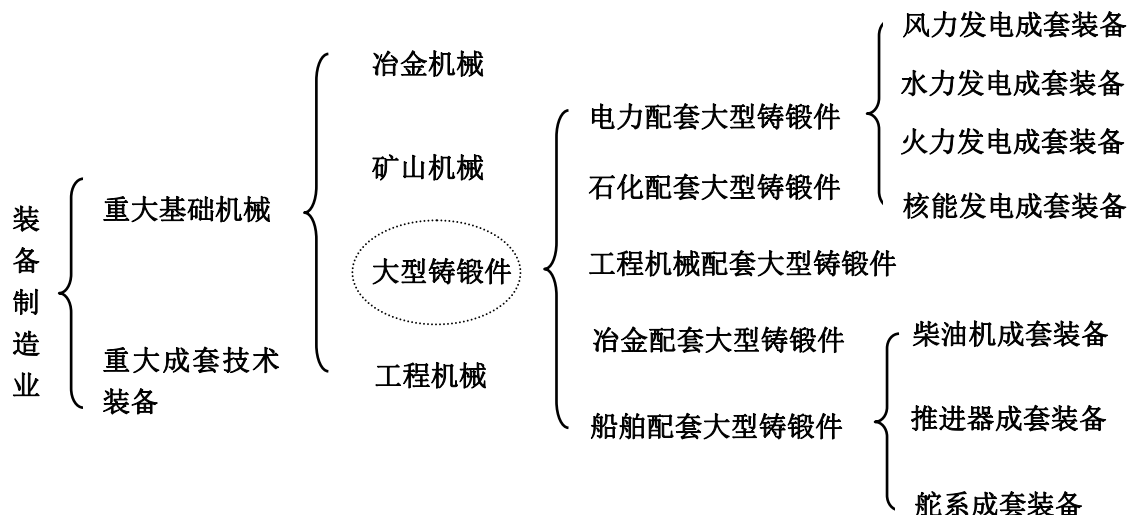 装备制造业
重大基础机械
重大成套技术
装备
冶金机械
矿山机械
大型铸锻件
工程机械
电力配套大型铸锻件
石化配套大型铸锻件
工程机械配套大型铸锻件
冶金配套大型铸锻件
船舶配套大型铸锻件
风力发电成套装备
水力发电成套装备
火力发电成套装备
核能发电成套装备
柴油机成套装备
推进器成套装备
舵系成套装备